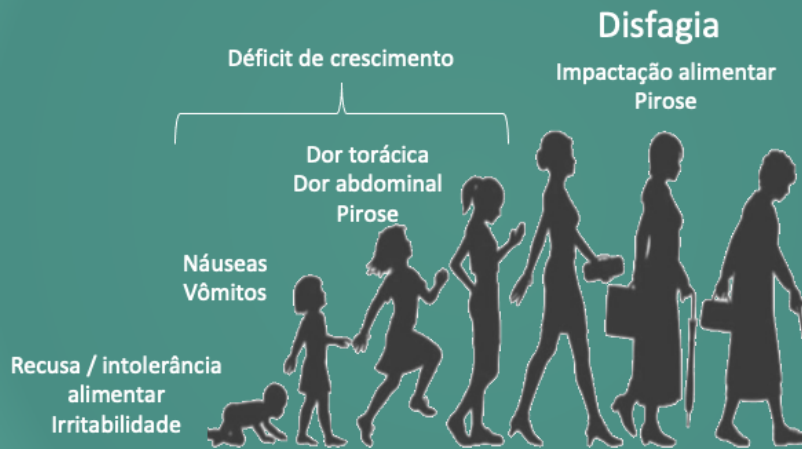 Disfagia
Déficit de crescimento
Impactação alimentar
Pirose
Dor torácica
Dor abdominal
Pirose
Náuseas
Vômitos
Recusa / intolerância
alimentar
Irritabilidade